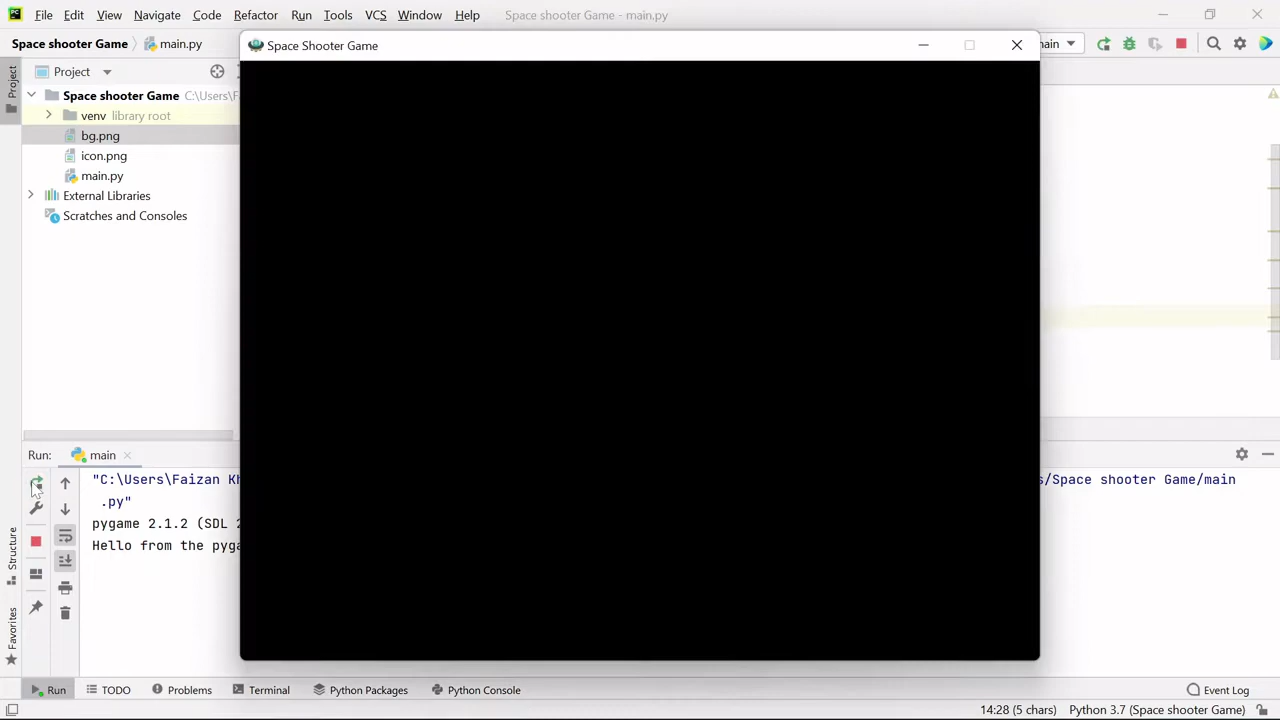 File Edit View Navigate Code Refactor Run Tools VCS Window Help Space shooter Game - main.py
Space shooter Game main.py
Space Shooter Game
Project
Project
Space shooter Game C:\Users\F
venv library root
bg.png
icon.png
main.py
External Libraries
Scratches and Consoles
Run: main
"C:\Users\Faizan Kh s/Space shooter Game/main
.py"
pygame 2.1.2 (SDL 2
Hello from the pyga
Structure
Favorites
Run TODO Problems Terminal Python Packages Python Console Event Log
14:28 (5 chars) Python 3.7 (Space shooter Game)